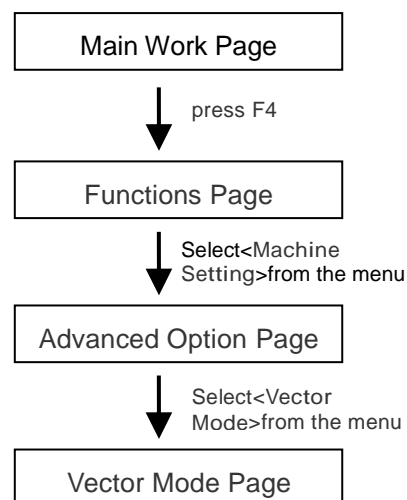 Main Work Page
press F4
Functions Page
Select<Machine
Setting>from the menu
Advanced Option Page
Select<Vector
Mode>from the menu
Vector Mode Page